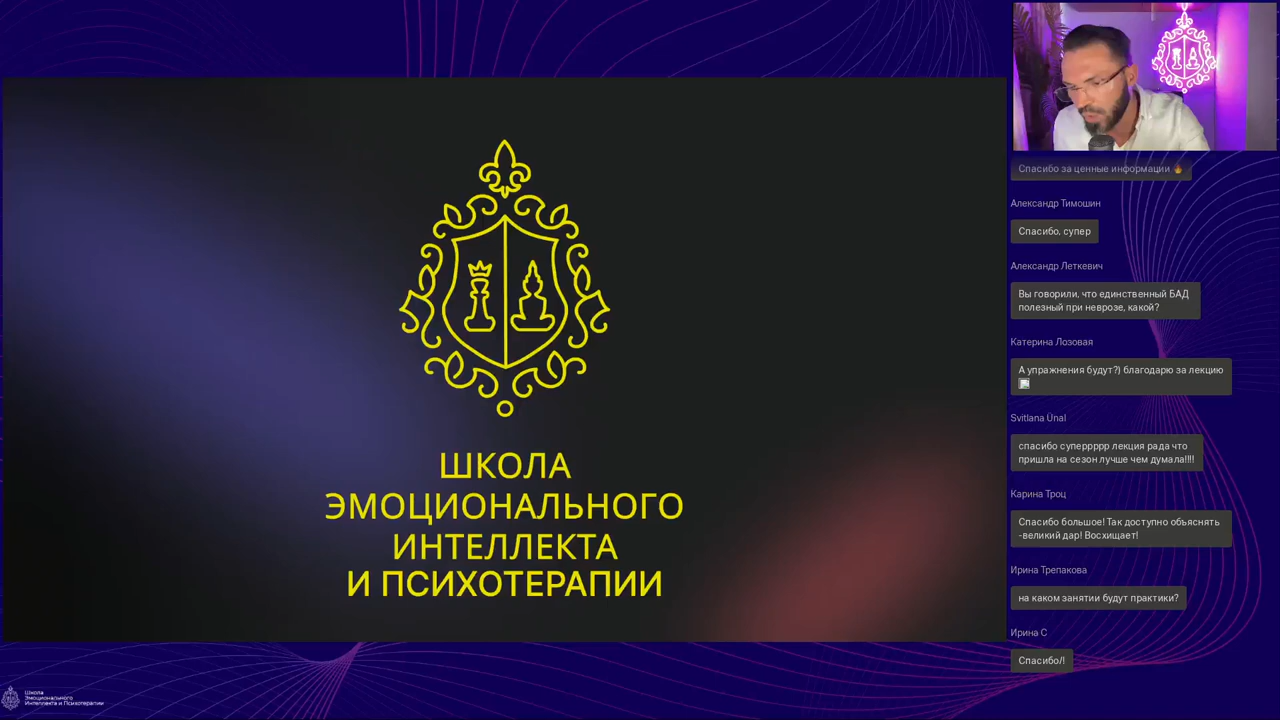 ШКОЛА
ЭМОЦИОНАЛЬНОГО
ИНТЕЛЛЕКТА
И ПСИХОТЕРАПИИ
Спасибо за ценные информации
Александр Тимошин
Спасибо, супер
Александр Леткевич
Вы говорили, что единственный БАД
полезный при неврозе, какой?
Катерина Лозовая
А упражнения будут?) благодарю за лекцию
Svitlana Ünal
спасибо суперрррр лекция рада что
пришла на сезон лучше чем думала!!!!
Карина Троц
Спасибо большое! Так доступно объяснять
-великий дар! Восхищает!
Ирина Трепакова
на каком занятии будут практики?
Ирина С
Спасибо/!
Школа
Эмоционального
Интеллекта и Психотерапии